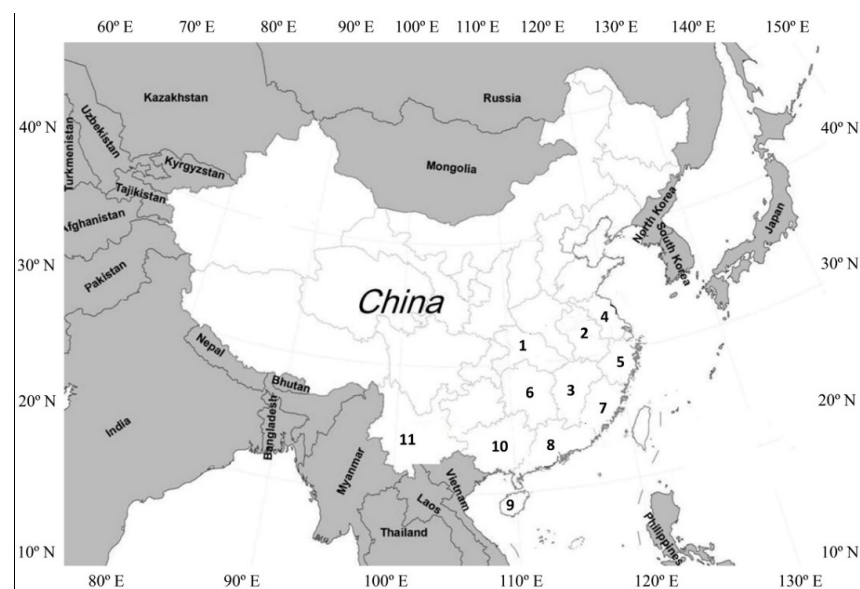 60º E 70º E 80º E 90º E 100º E 110º E 120º E 130º E 140º E 150º E
Kazakhstan
Russia
40º N
40º N
Uzbekistan
Turkmenistan
Kyrgyzstan
Mongolia
Tajikistan
Afghanistan
North Korea
Japan
South Korea
30º N
30º N
Pakistan
China
4
2
1
5
Nepal
Bhutan
6
3
7
20º N
20º N
India
Bangladesh
11
10
8
Myanmar
Vietnam
Laos
9
Thailand
Philippines
10º N
10º N
80º E 90º E 100º E 110º E 120º E 130º E